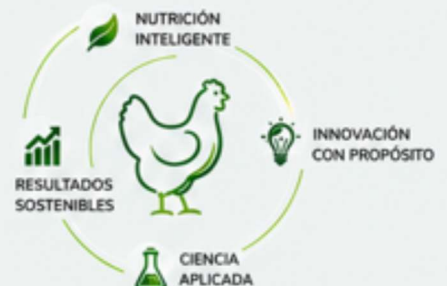 NUTRICIÓN
INTELIGENTE
INNOVACIÓN
CON PROPÓSITO
RESULTADOS
SOSTENIBLES
CIENCIA
APLICADA